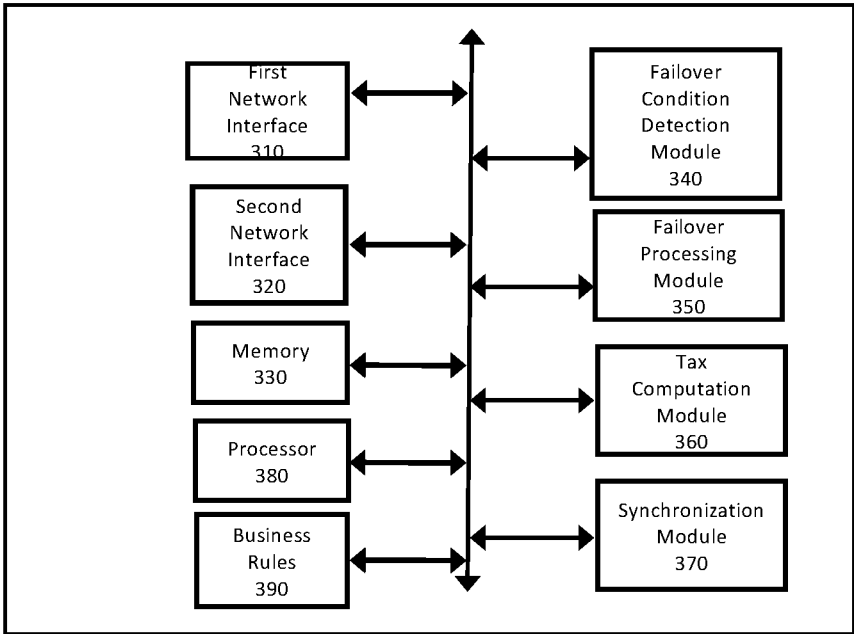 First
Network
Interface
310
Second
Network
Interface
320
Memory
330
Processor
380
Business
Rules
390
Failover
Condition
Detection
Module
340
Failover
Processing
Module
350
Tax
Computation
Module
360
Synchronization
Module
370